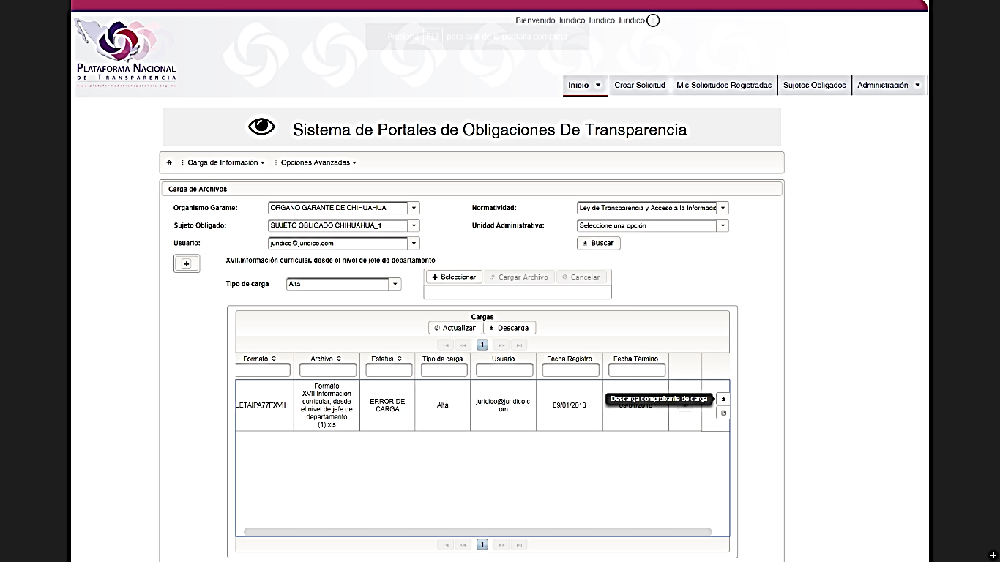 Bienvenido Juridico Juridico Juridico
Presiona F11 para salir de la pantalla completa
PLATAFORMA NACIONAL
DE TRANSPARENCIA
www.plataformadetransparencia.org.mx
Inicio Crear Solicitud Mis Solicitudes Registradas Sujetos Obligados Administración
Sistema de Portales de Obligaciones De Transparencia
Carga de Información Opciones Avanzadas
Carga de Archivos
Organismo Garante: ORGANO GARANTE DE CHIHUAHUA Normatividad: Ley de Transparencia y Acceso a la Informació
Sujeto Obligado: SUJETO OBLIGADO CHIHUAHUA_1 Unidad Administrativa: Seleccione una opción
Usuario: juridico@juridico.com Buscar
XVII.Información curricular, desde el nivel de jefe de departamento
Tipo de carga Alta Seleccionar Cargar Archivo Cancelar
Cargas
Actualizar Descarga
1
Formato Archivo Estatus Tipo de carga Usuario Fecha Registro Fecha Término
LETAIPA77FXVII
Formato
XVII.Información
curricular, desde
el nivel de jefe de
departamento
(1).xls
ERROR DE
CARGA
Alta
juridico@juridico.c
om
09/01/2018
09/01/2018
Descarga comprobante de carga
1